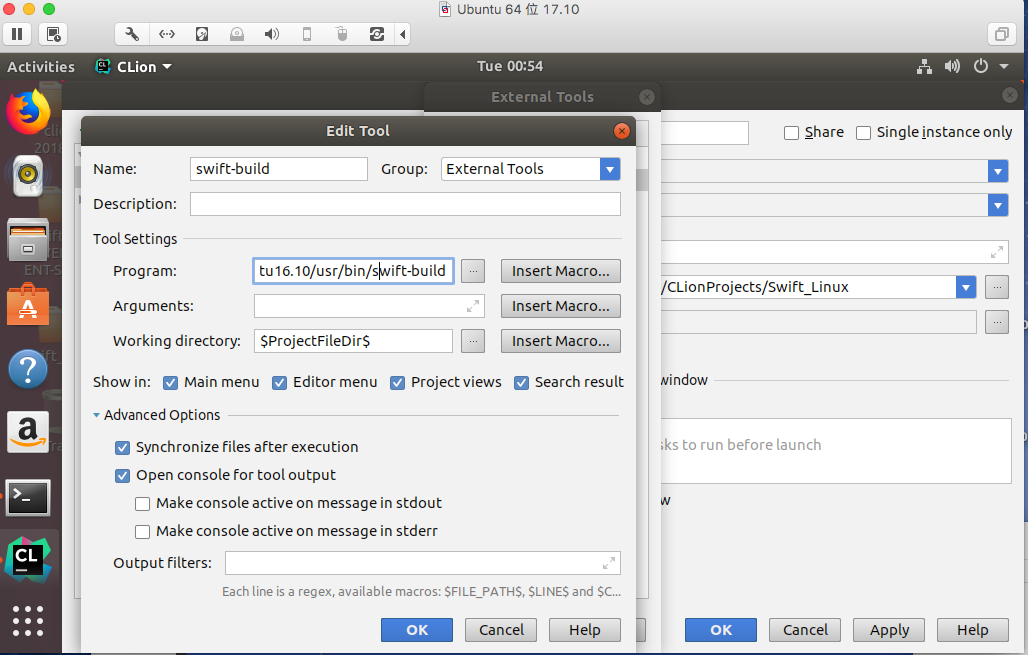 Ubuntu 64 位 17.10
Activities
CLion
Tue 00:54
External Tools
Edit Tool
Name:
swift-build
Group:
External Tools
Share
Single instance only
Description:
Tool Settings
Program:
tu16.10/usr/bin/swift-build
Insert Macro...
Arguments:
Insert Macro...
/CLionProjects/Swift_Linux
Working directory:
$ProjectFileDir$
Insert Macro...
Show in:
Main menu
Editor menu
Project views
Search result
window
Advanced Options
Synchronize files after execution
sks to run before launch
Open console for tool output
Make console active on message in stdout
Make console active on message in stderr
Output filters:
Each line is a regex, available macros: $FILE_PATH$, $LINE$ and $C...
OK
Cancel
Help
OK
Cancel
Apply
Help